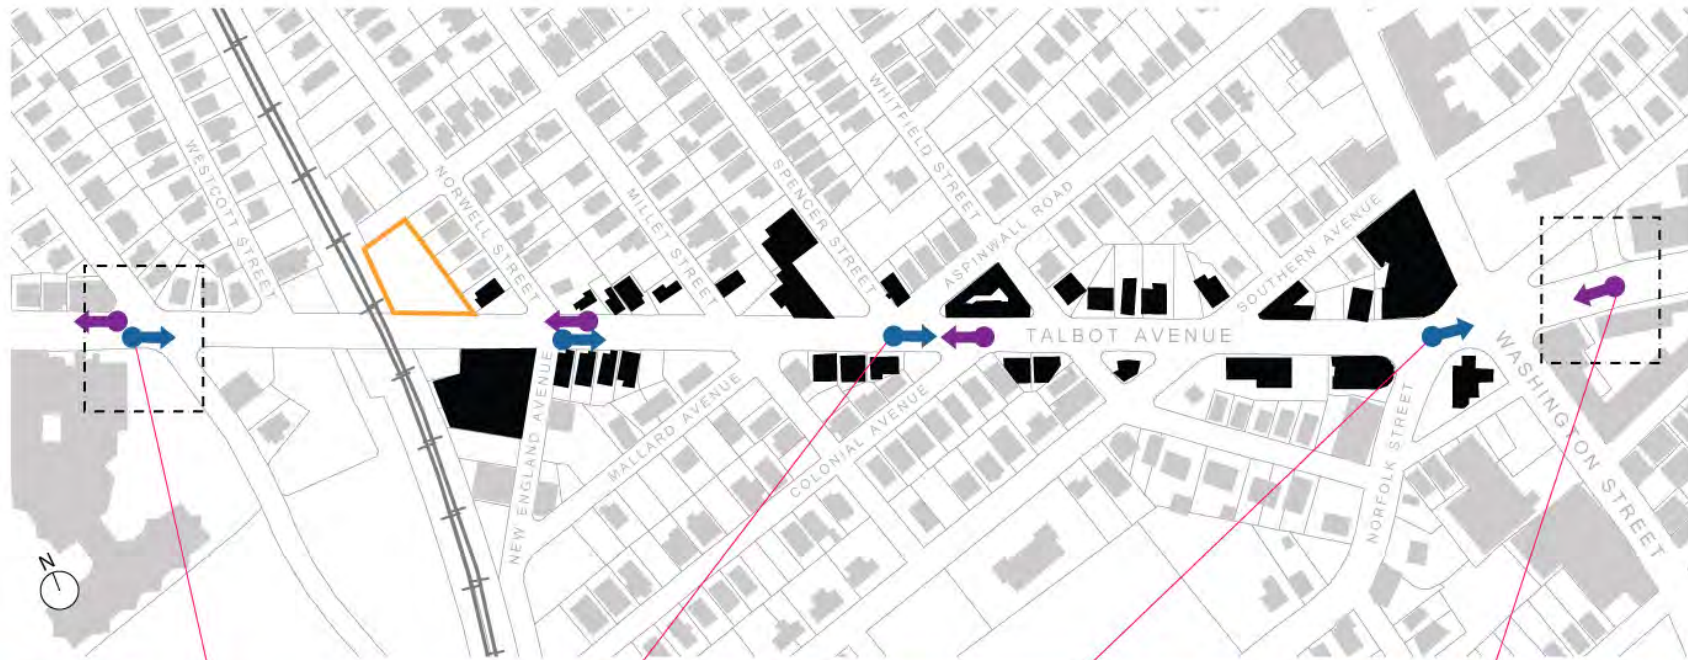 WESTCOTT STREET
NORWELL STREET
MILLET STREET
SPENCER STREET
WHITFIELD STREET
ASPINWALL ROAD
SOUTHERN AVENUE
TALBOT AVENUE
WASHINGTON STREET
NEW ENGLAND AVENUE
MALLARD AVENUE
COLONIAL AVENUE
NORFOLK STREET
N